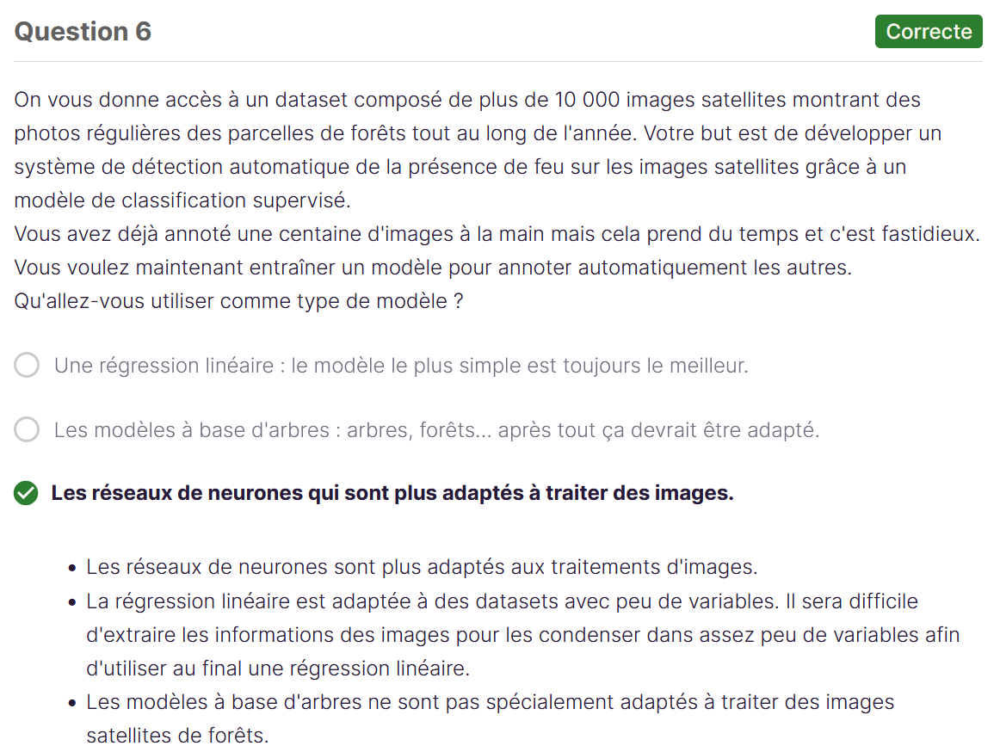 Question 6
Correcte
On vous donne accès à un dataset composé de plus de 10 000 images satellites montrant des
photos régulières des parcelles de forêts tout au long de l'année. Votre but est de développer un
système de détection automatique de la présence de feu sur les images satellites grâce à un
modèle de classification supervisé.
Vous avez déjà annoté une centaine d'images à la main mais cela prend du temps et c'est fastidieux.
Vous voulez maintenant entraîner un modèle pour annoter automatiquement les autres.
Qu'allez-vous utiliser comme type de modèle ?
Une régression linéaire : le modèle le plus simple est toujours le meilleur.
Les modèles à base d'arbres : arbres, forêts... après tout ça devrait être adapté.
Les réseaux de neurones qui sont plus adaptés à traiter des images.
• Les réseaux de neurones sont plus adaptés aux traitements d'images.
• La régression linéaire est adaptée à des datasets avec peu de variables. Il sera difficile
d'extraire les informations des images pour les condenser dans assez peu de variables afin
d'utiliser au final une régression linéaire.
• Les modèles à base d'arbres ne sont pas spécialement adaptés à traiter des images
satellites de forêts.